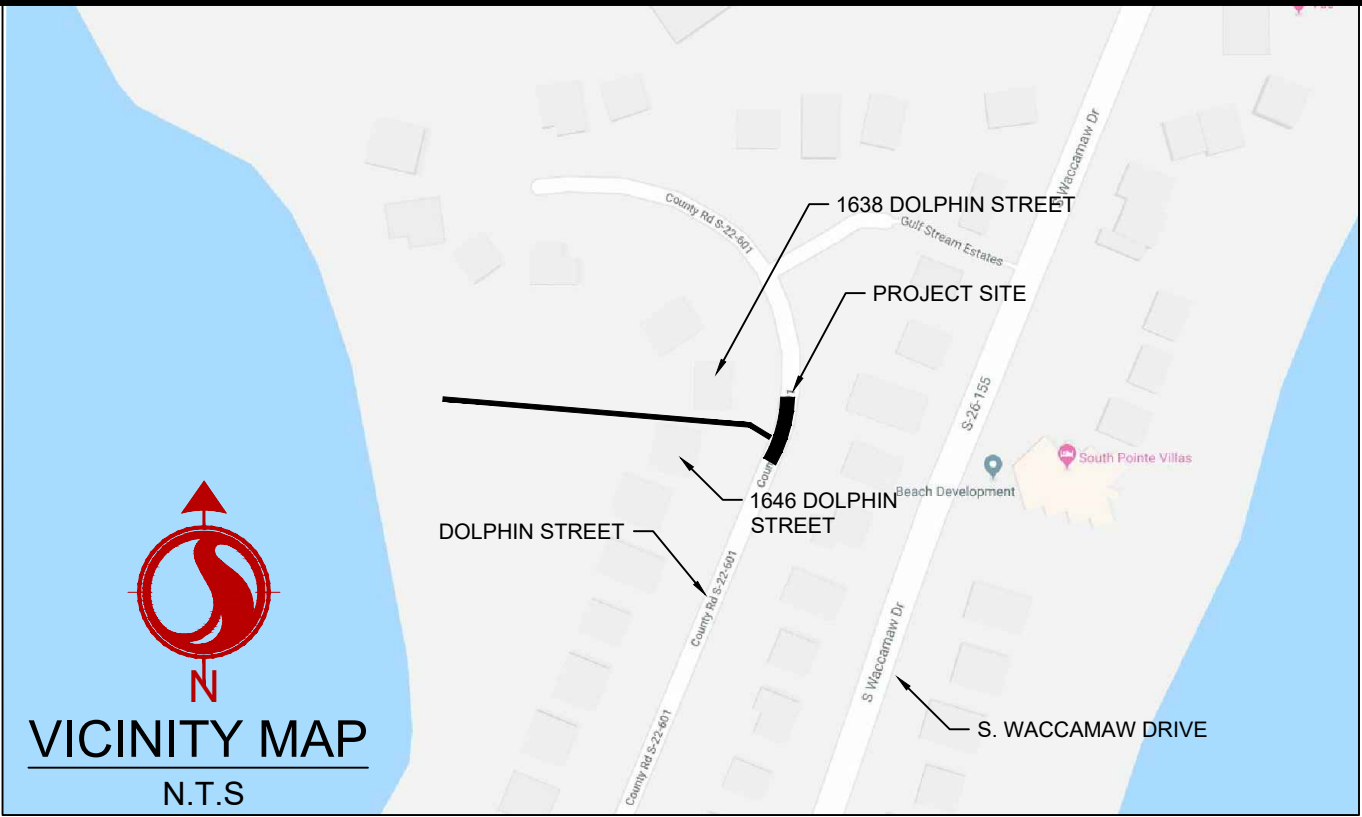 S Waccamaw Dr
1638 DOLPHIN STREET
County Rd S-22-601
Gulf Stream Estates
PROJECT SITE
S-26-155
South Pointe Villas
Beach Development
1646 DOLPHIN
STREET
DOLPHIN STREET
County Rd S-22-601
S Waccamaw Dr
N
VICINITY MAP
S. WACCAMAW DRIVE
County Rd S-22-601
N.T.S